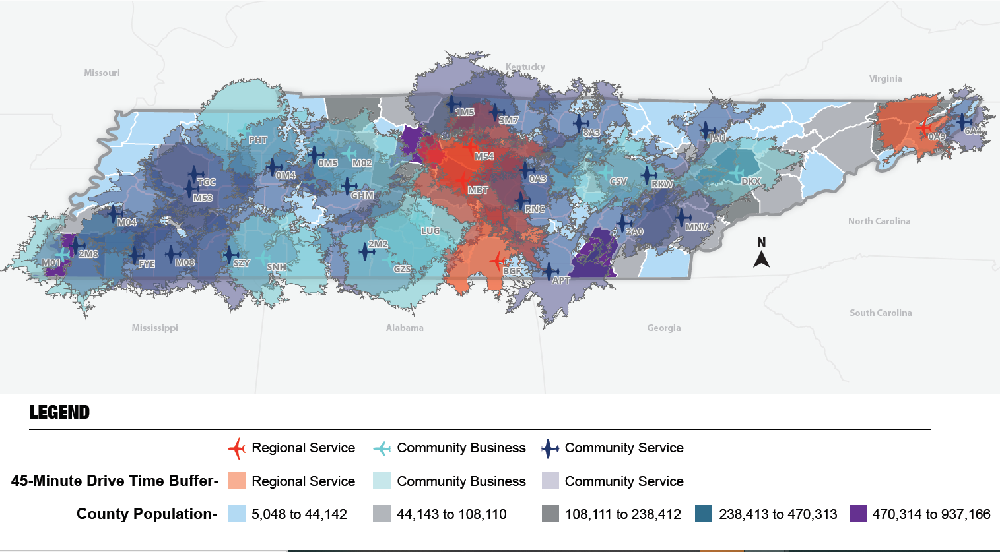 Missouri
Kentucky
Virginia
1M5
3M7
8A3
JAU
0A9
6A4
PHT
0M5
M02
M54
0M4
TGC
M53
GHM
MBT
0A3
CSV
RKW
DKX
RNC
M04
LUG
2A0
MNV
North Carolina
N
M01
2M8
FYE
M08
SZY
SNH
2M2
GZS
BGF
APT
South Carolina
Mississippi
Alabama
Georgia
LEGEND
Regional Service
Community Business
Community Service
45-Minute Drive Time Buffer-
Regional Service
Community Business
Community Service
County Population-
5,048 to 44,142
44,143 to 108,110
108,111 to 238,412
238,413 to 470,313
470,314 to 937,166